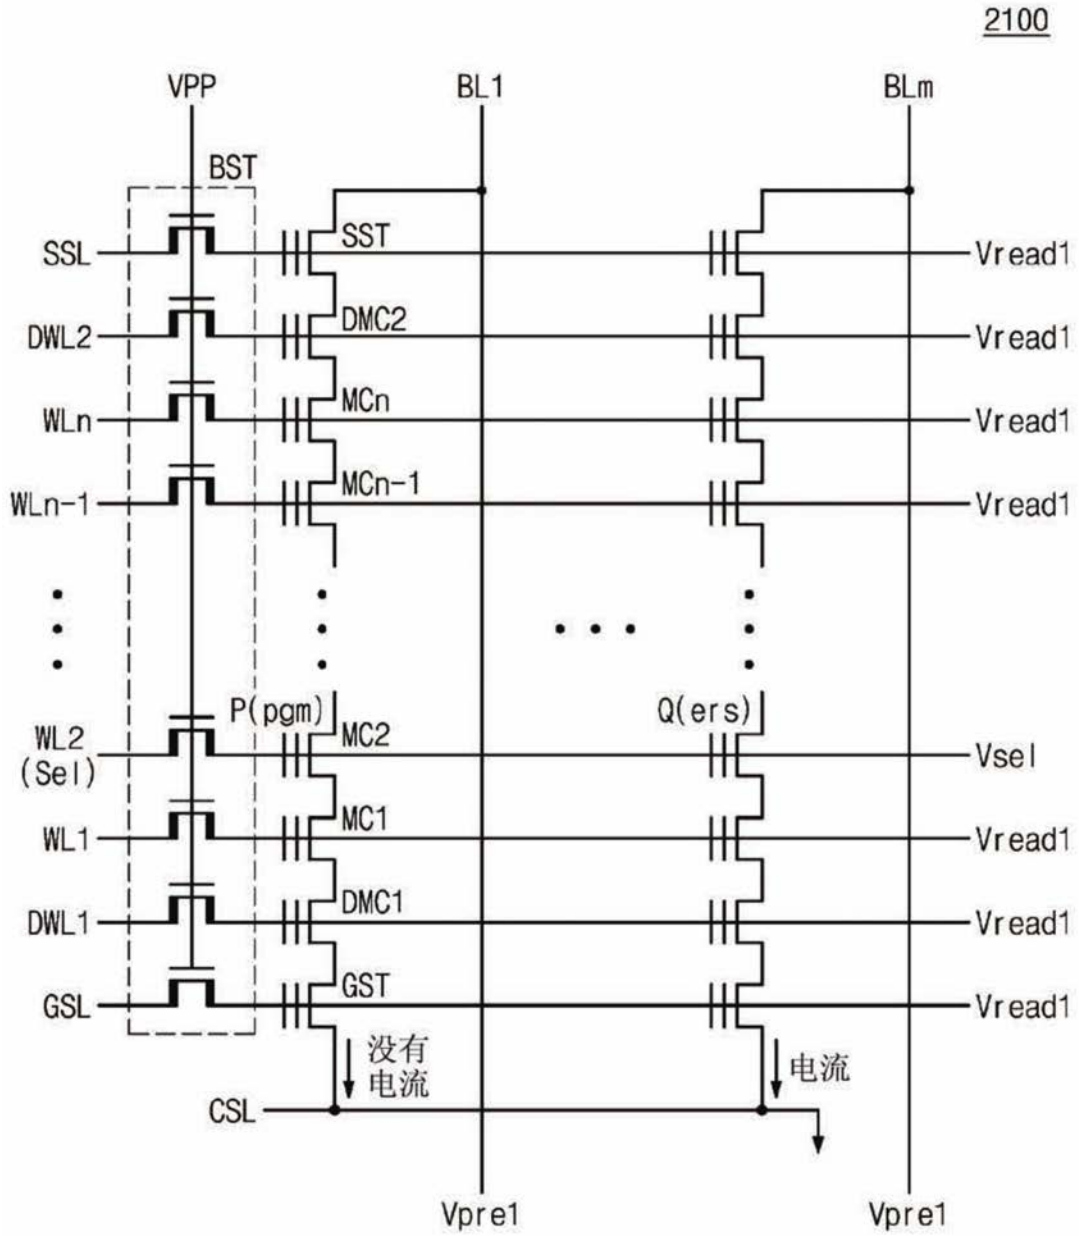 2100
VPP
BL1
BLm
BST
SSL
SST
Vread1
DWL2
DMC2
Vread1
WLn
MCn
Vread1
WLn-1
MCn-1
Vread1
P(pgm)
Q(ers)
WL2
(Sel)
MC2
Vsel
WL1
MC1
Vread1
DWL1
DMC1
Vread1
GSL
GST
Vread1
没有
电流
电流
CSL
Vpre1
Vpre1